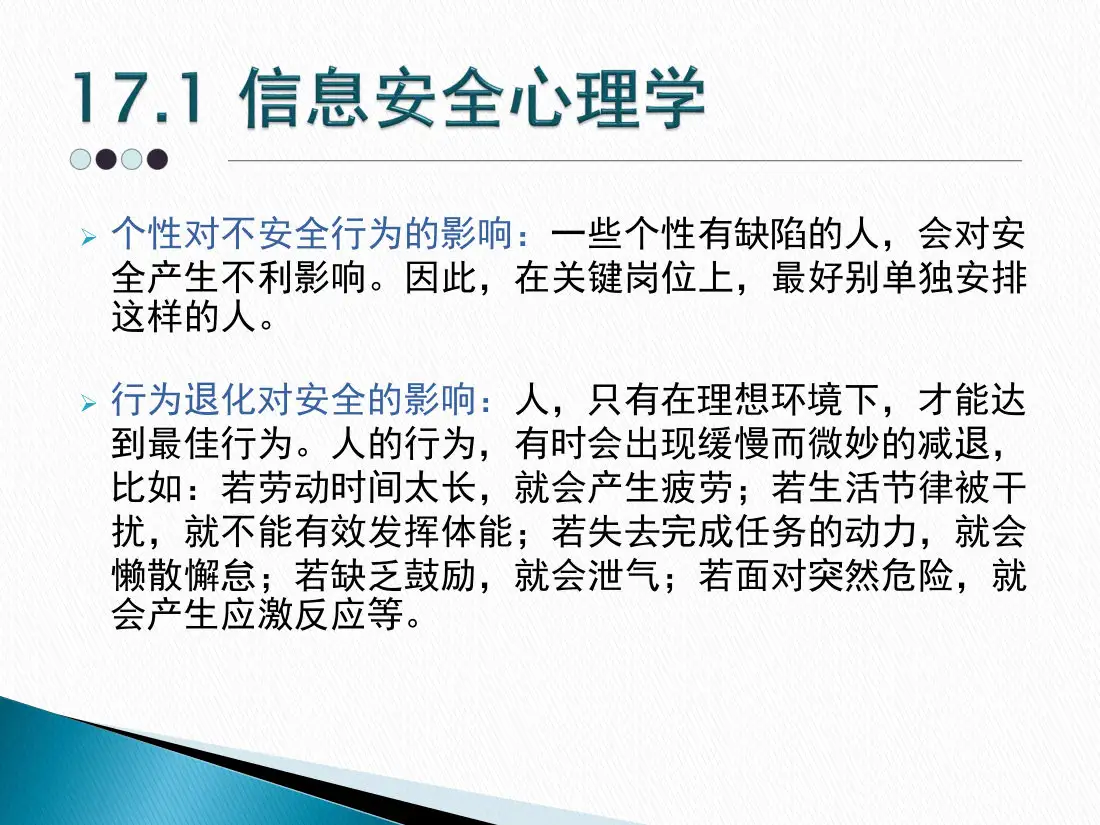 17.1 信息安全心理学
个性对不安全行为的影响：一些个性有缺陷的人，会对安
全产生不利影响。因此，在关键岗位上，最好别单独安排
这样的人。
行为退化对安全的影响：人，只有在理想环境下，才能达
到最佳行为。人的行为，有时会出现缓慢而微妙的减退，
比如：若劳动时间太长，就会产生疲劳；若生活节律被干
扰，就不能有效发挥体能；若失去完成任务的动力，就会
懒散懈怠；若缺乏鼓励，就会泄气；若面对突然危险，就
会产生应激反应等。